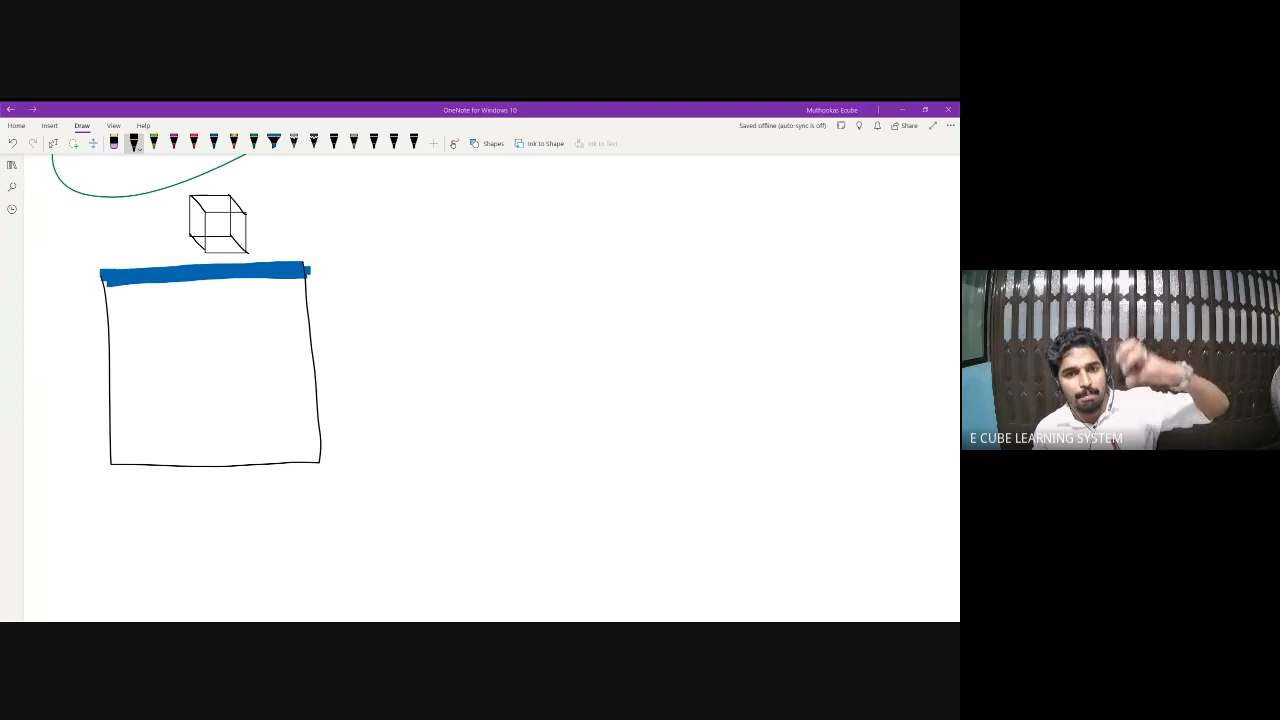 OneNote for Windows 10
Muthookas Ecube
Home Insert Draw View Help
Saved offline (auto-sync is off)
Share
Shapes
Ink to Shape
Ink to Text
E CUBE LEARNING SYSTEM